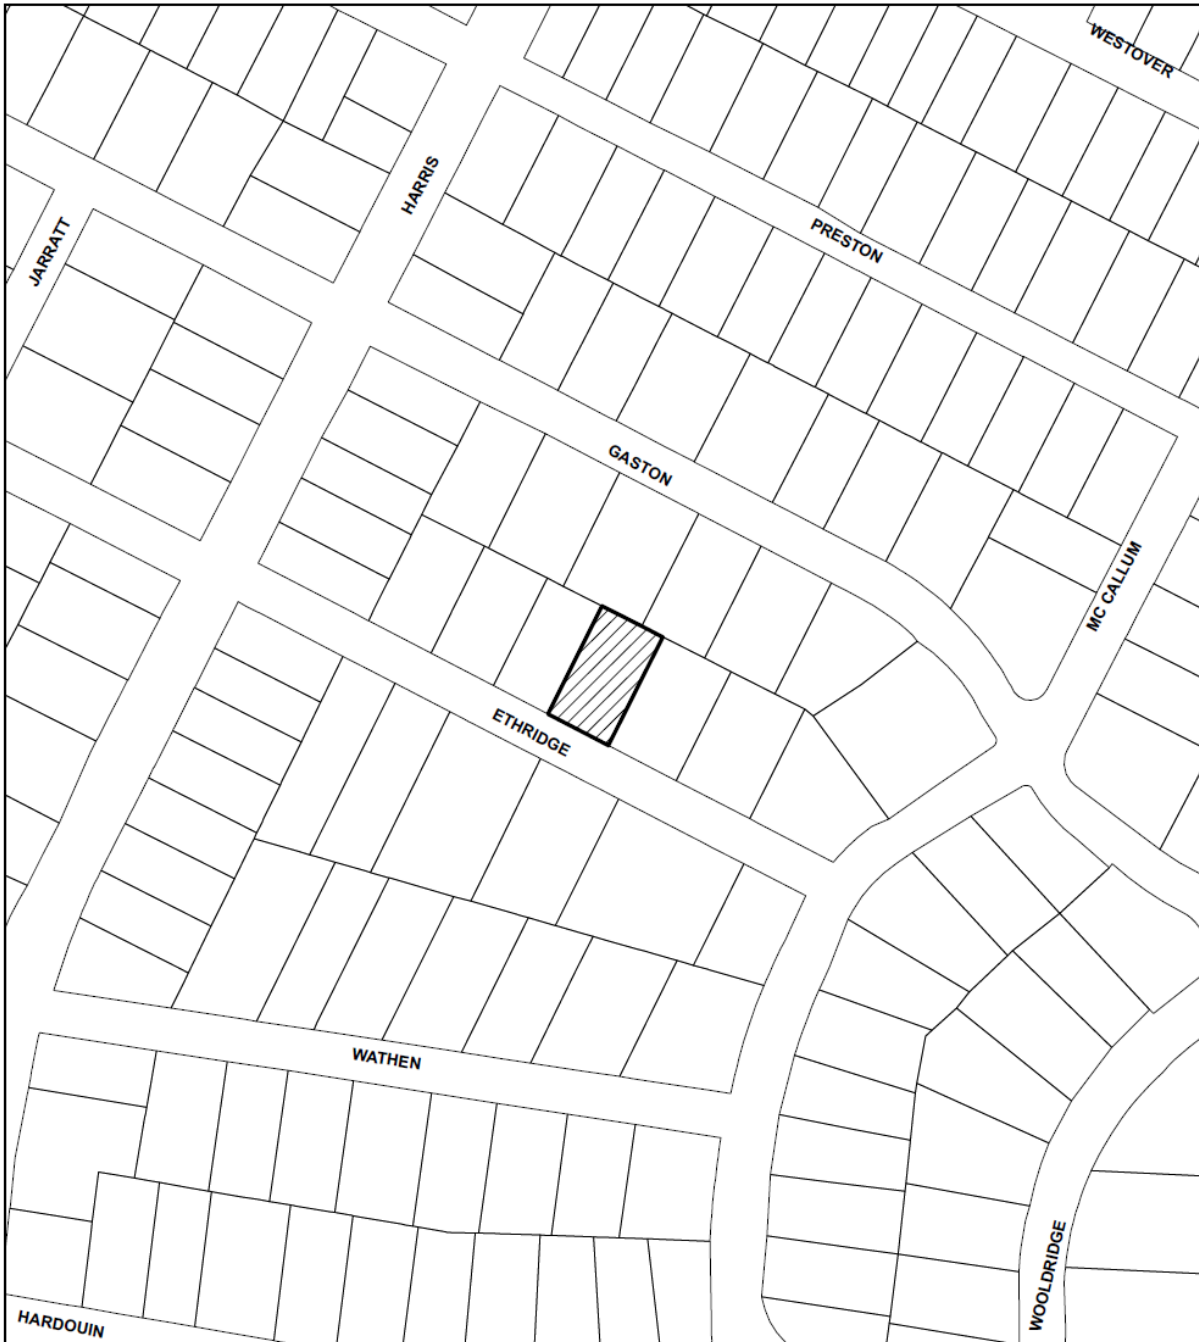 WESTOVER
HARRIS
JARRATT
PRESTON
GASTON
MC CALLUM
ETHRIDGE
WATHEN
WOOLDRIDGE
HARDOUIN